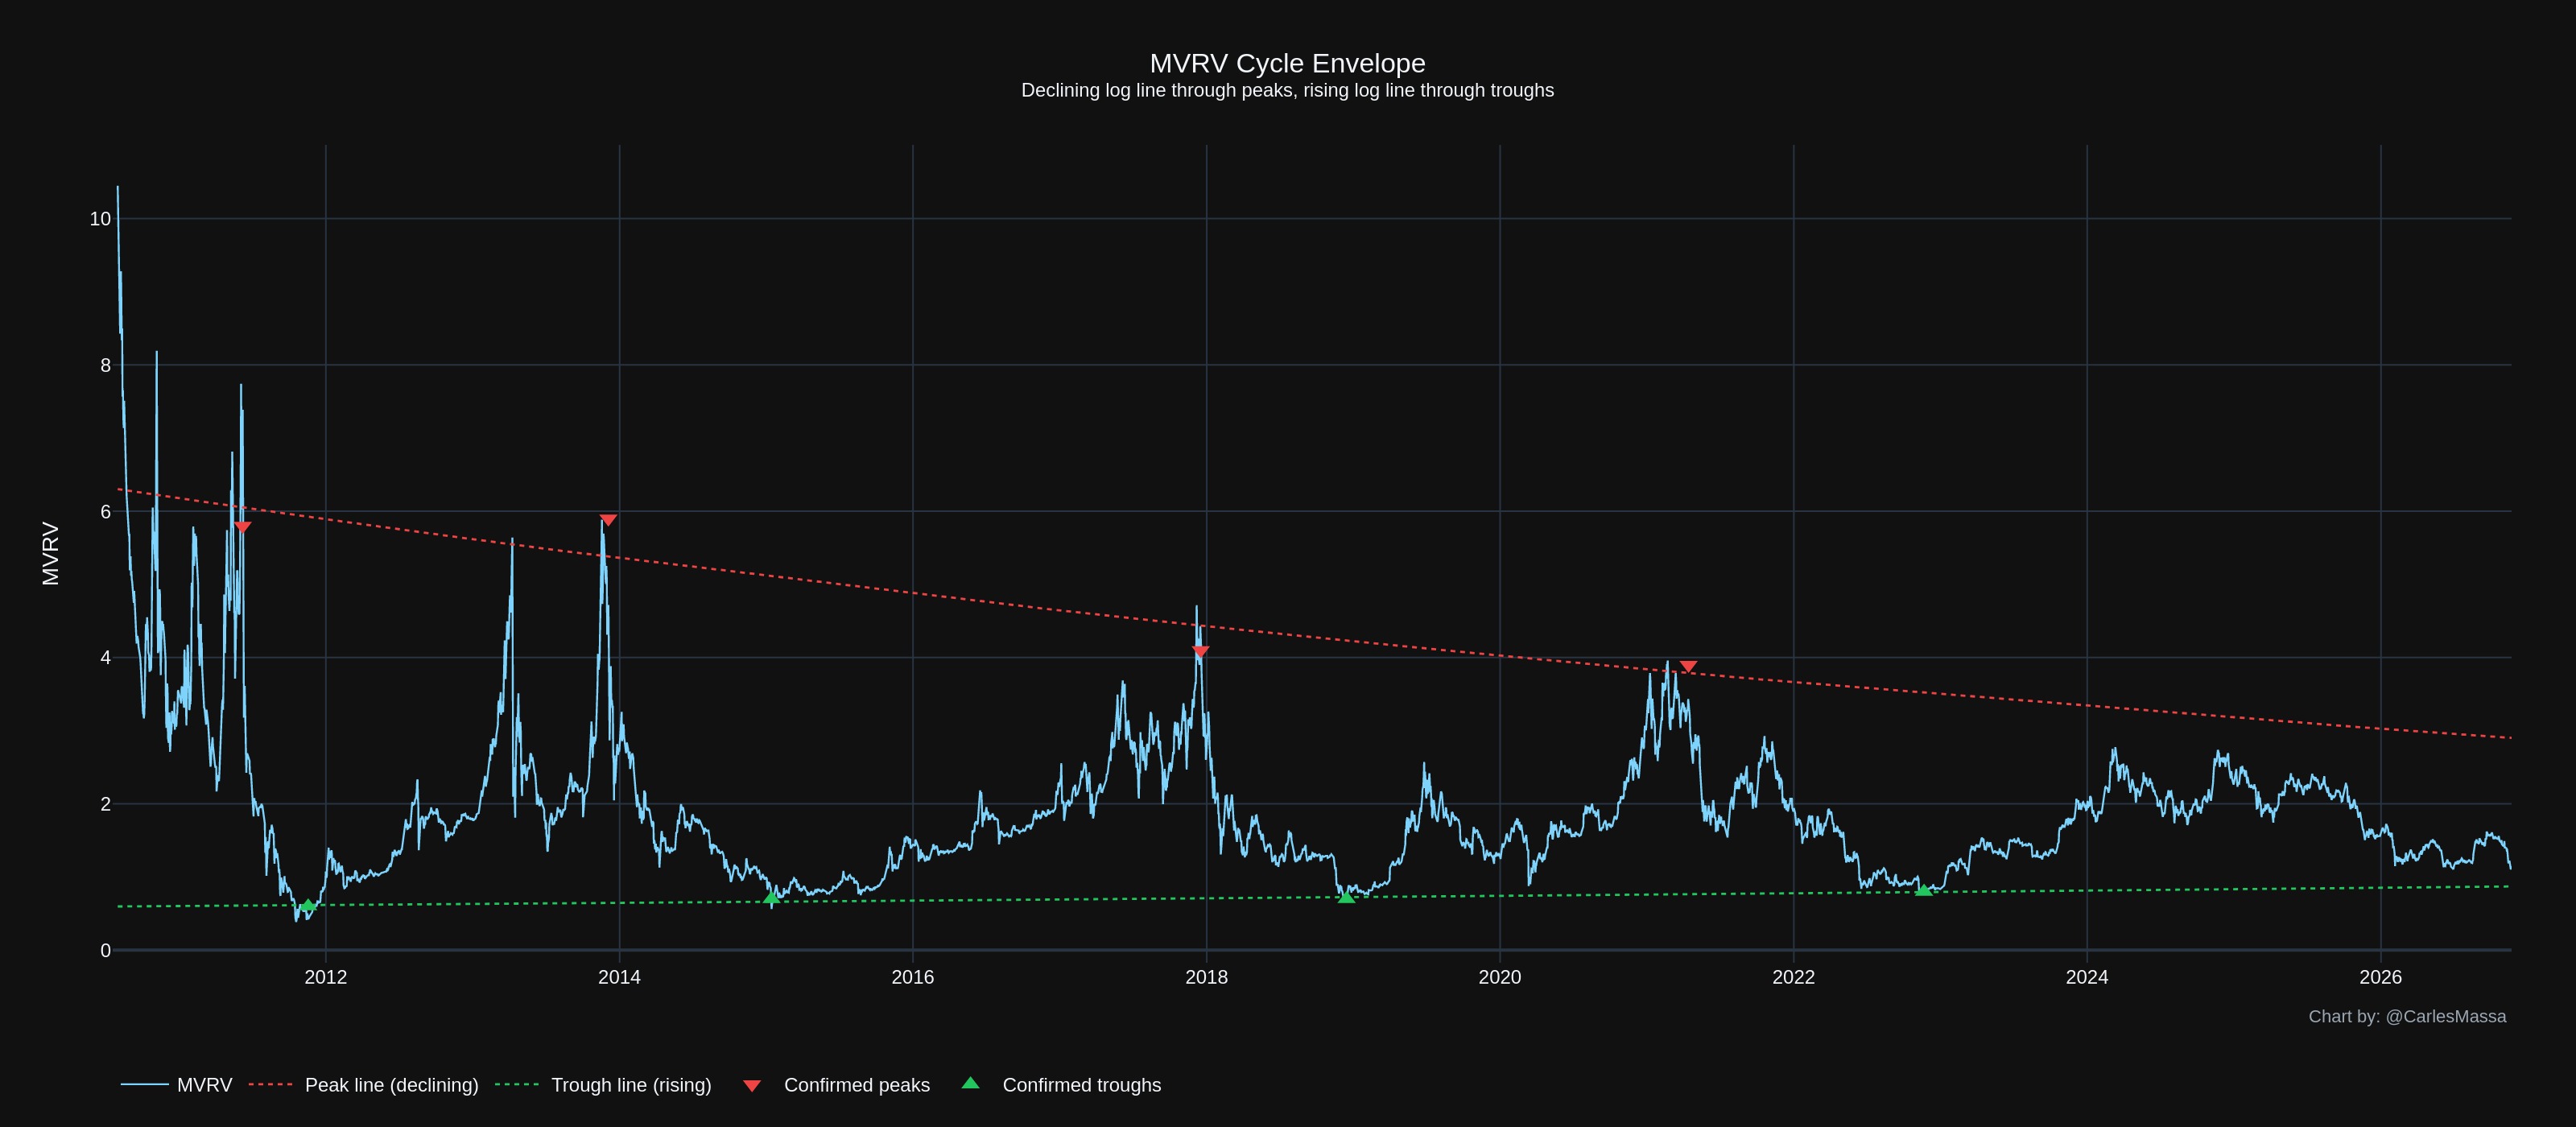 MVRV Cycle Envelope
Declining log line through peaks, rising log line through troughs
MVRV
10
8
6
4
2
0
2012 2014 2016 2018 2020 2022 2024 2026
Chart by: @CarlesMassa
MVRV Peak line (declining) Trough line (rising) Confirmed peaks Confirmed troughs